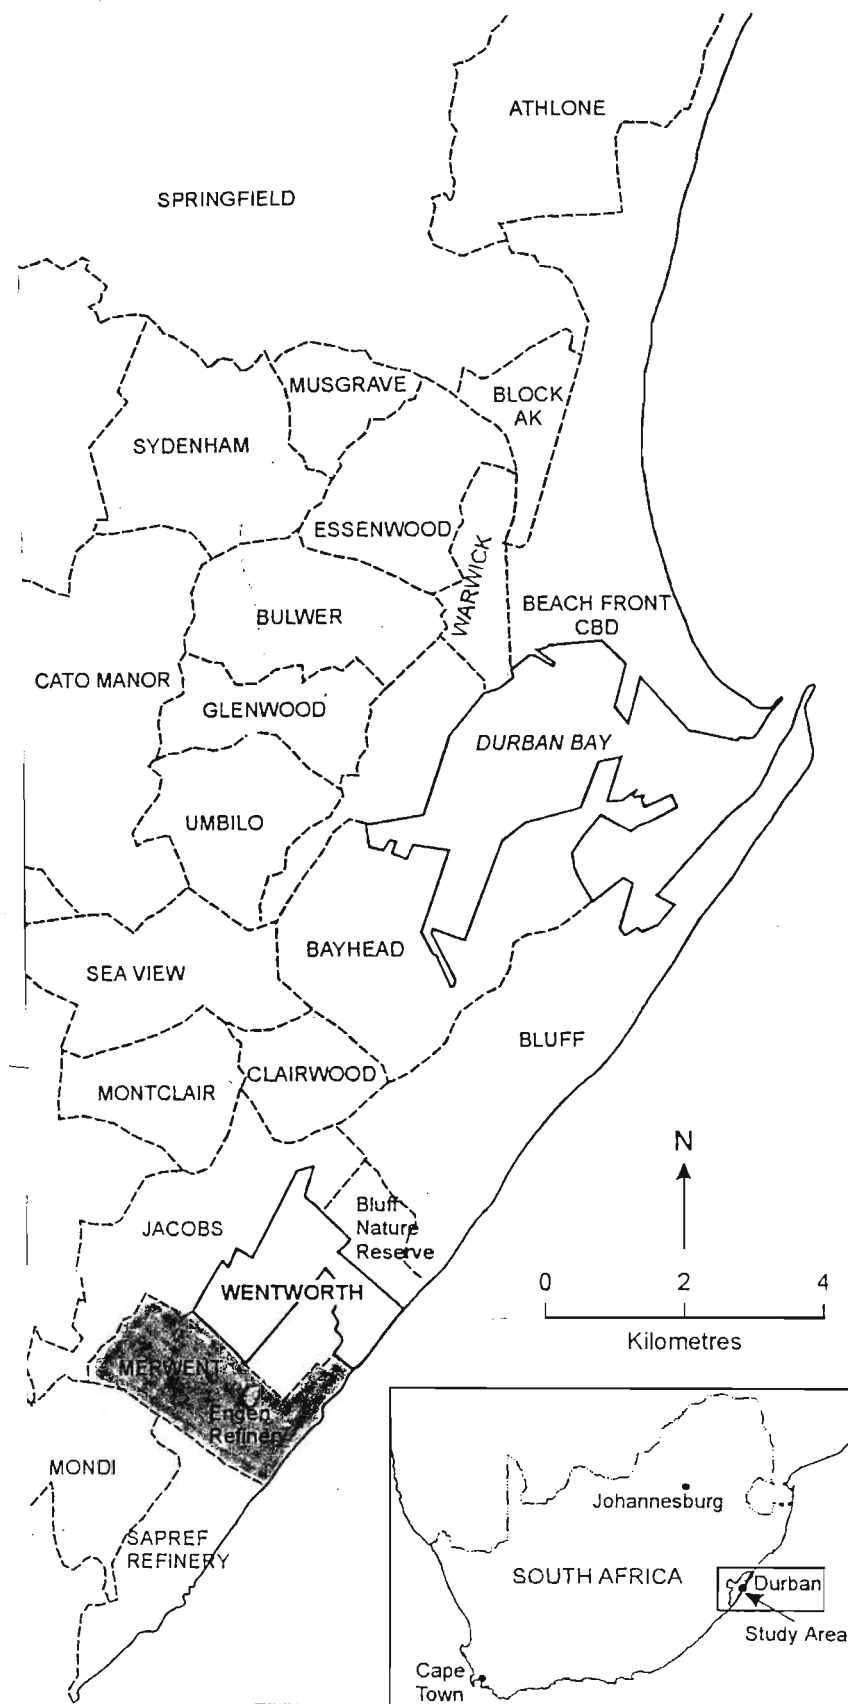 ATHLONE
SPRINGFIELD
MUSGRAVE
BLOCK
AK
SYDENHAM
ESSENWOOD
WARWICK
BEACH FRONT
CBD
BULWER
CATO MANOR
GLENWOOD
DURBAN BAY
UMBILO
BAYHEAD
SEA VIEW
BLUFF
CLAIRWOOD
MONTCLAIR
N
Bluff
Nature
Reserve
JACOBS
WENTWORTH
0 2 4
Kilometres
MERWENT
Engen
Refinery
MONDI
SAPREF
REFINERY
Johannesburg
SOUTH AFRICA
Durban
Study Area
Cape
Town